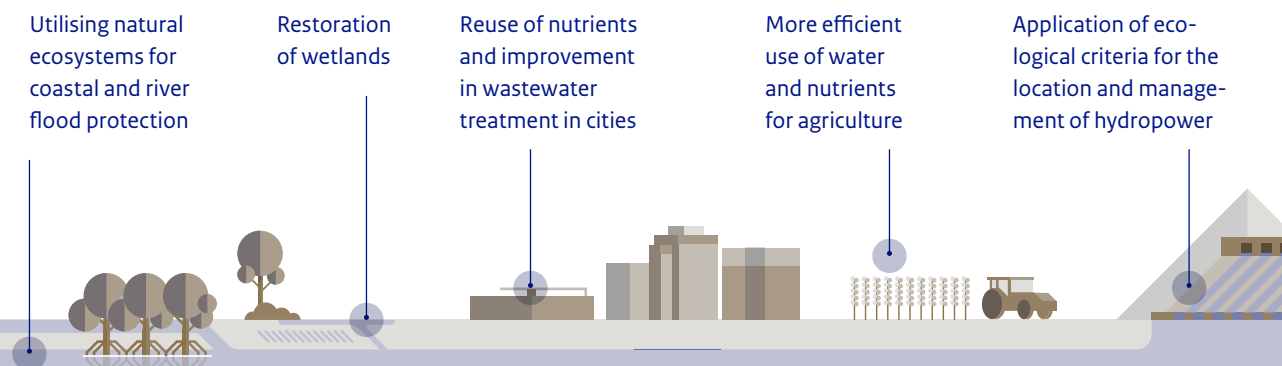 Utilising natural
ecosystems for
coastal and river
flood protection
Restoration
of wetlands
Reuse of nutrients
and improvement
in wastewater
treatment in cities
More efficient
use of water
and nutrients
for agriculture
Application of eco-
logical criteria for the
location and manage-
ment of hydropower